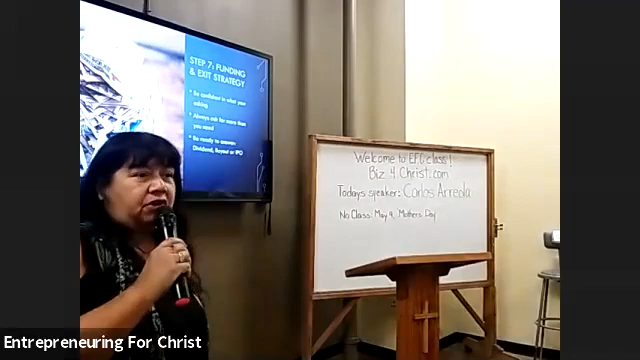 STEP 7: FUNDING
& EXIT STRATEGY
Be confident in what your
asking
Always ask for more than
you need
Be ready to answer:
Dividend, Buyout or IPO
Welcome to EFC class!
Biz 4 Christ.com
Todays speaker: Carlos Arreola
No Class: May 9, Mothers Day
Entrepreneuring For Christ